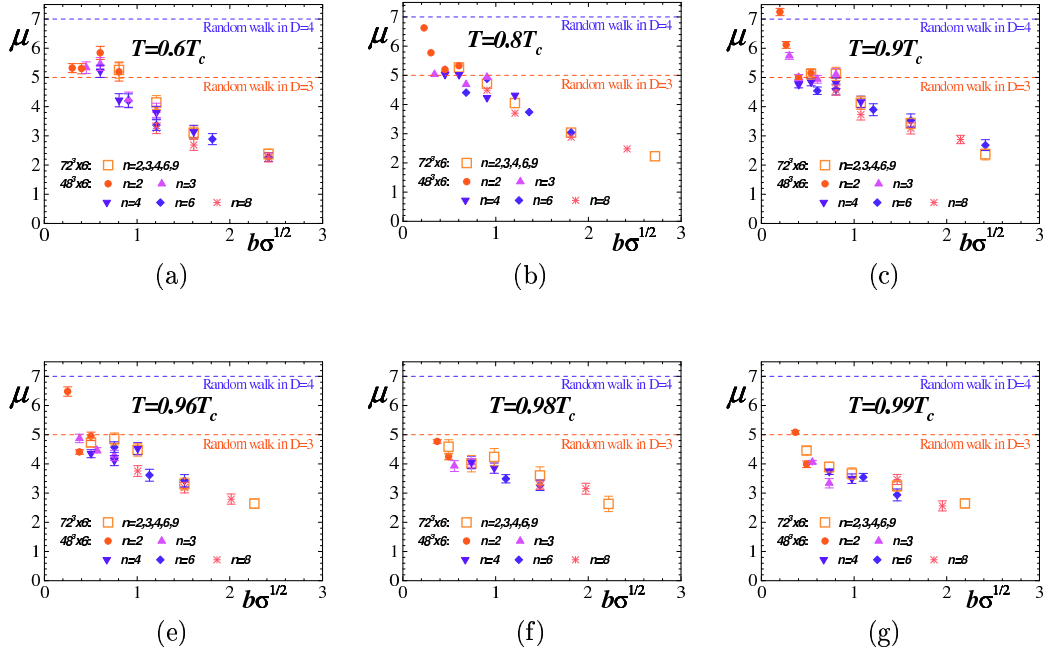 μ
7
6
5
4
3
2
1
0
T=0.6T_c
Random walk in D=4
Random walk in D=3
72³x6: n=2,3,4,6,9
48³x6: n=2 n=3
n=4 n=6 n=8
0 1 2 3
bσ^1/2
(a)
μ
8
7
6
5
4
3
2
1
0
T=0.8T_c
Random walk in D=4
Random walk in D=3
72³x6: n=2,3,4,6,9
48³x6: n=2 n=3
n=4 n=6 n=8
0 1 2 3
bσ^1/2
(b)
μ
7
6
5
4
3
2
1
0
T=0.9T_c
Random walk in D=4
Random walk in D=3
72³x6: n=2,3,4,6,9
48³x6: n=2 n=3
n=4 n=6 n=8
0 1 2 3
bσ^1/2
(c)
μ
7
6
5
4
3
2
1
0
T=0.96T_c
Random walk in D=4
Random walk in D=3
72³x6: n=2,3,4,6,9
48³x6: n=2 n=3
n=4 n=6 n=8
0 1 2 3
bσ^1/2
(e)
μ
7
6
5
4
3
2
1
0
T=0.98T_c
Random walk in D=4
Random walk in D=3
72³x6: n=2,3,4,6,9
48³x6: n=2 n=3
n=4 n=6 n=8
0 1 2 3
bσ^1/2
(f)
μ
7
6
5
4
3
2
1
0
T=0.99T_c
Random walk in D=4
Random walk in D=3
72³x6: n=2,3,4,6,9
48³x6: n=2 n=3
n=4 n=6 n=8
0 1 2 3
bσ^1/2
(g)